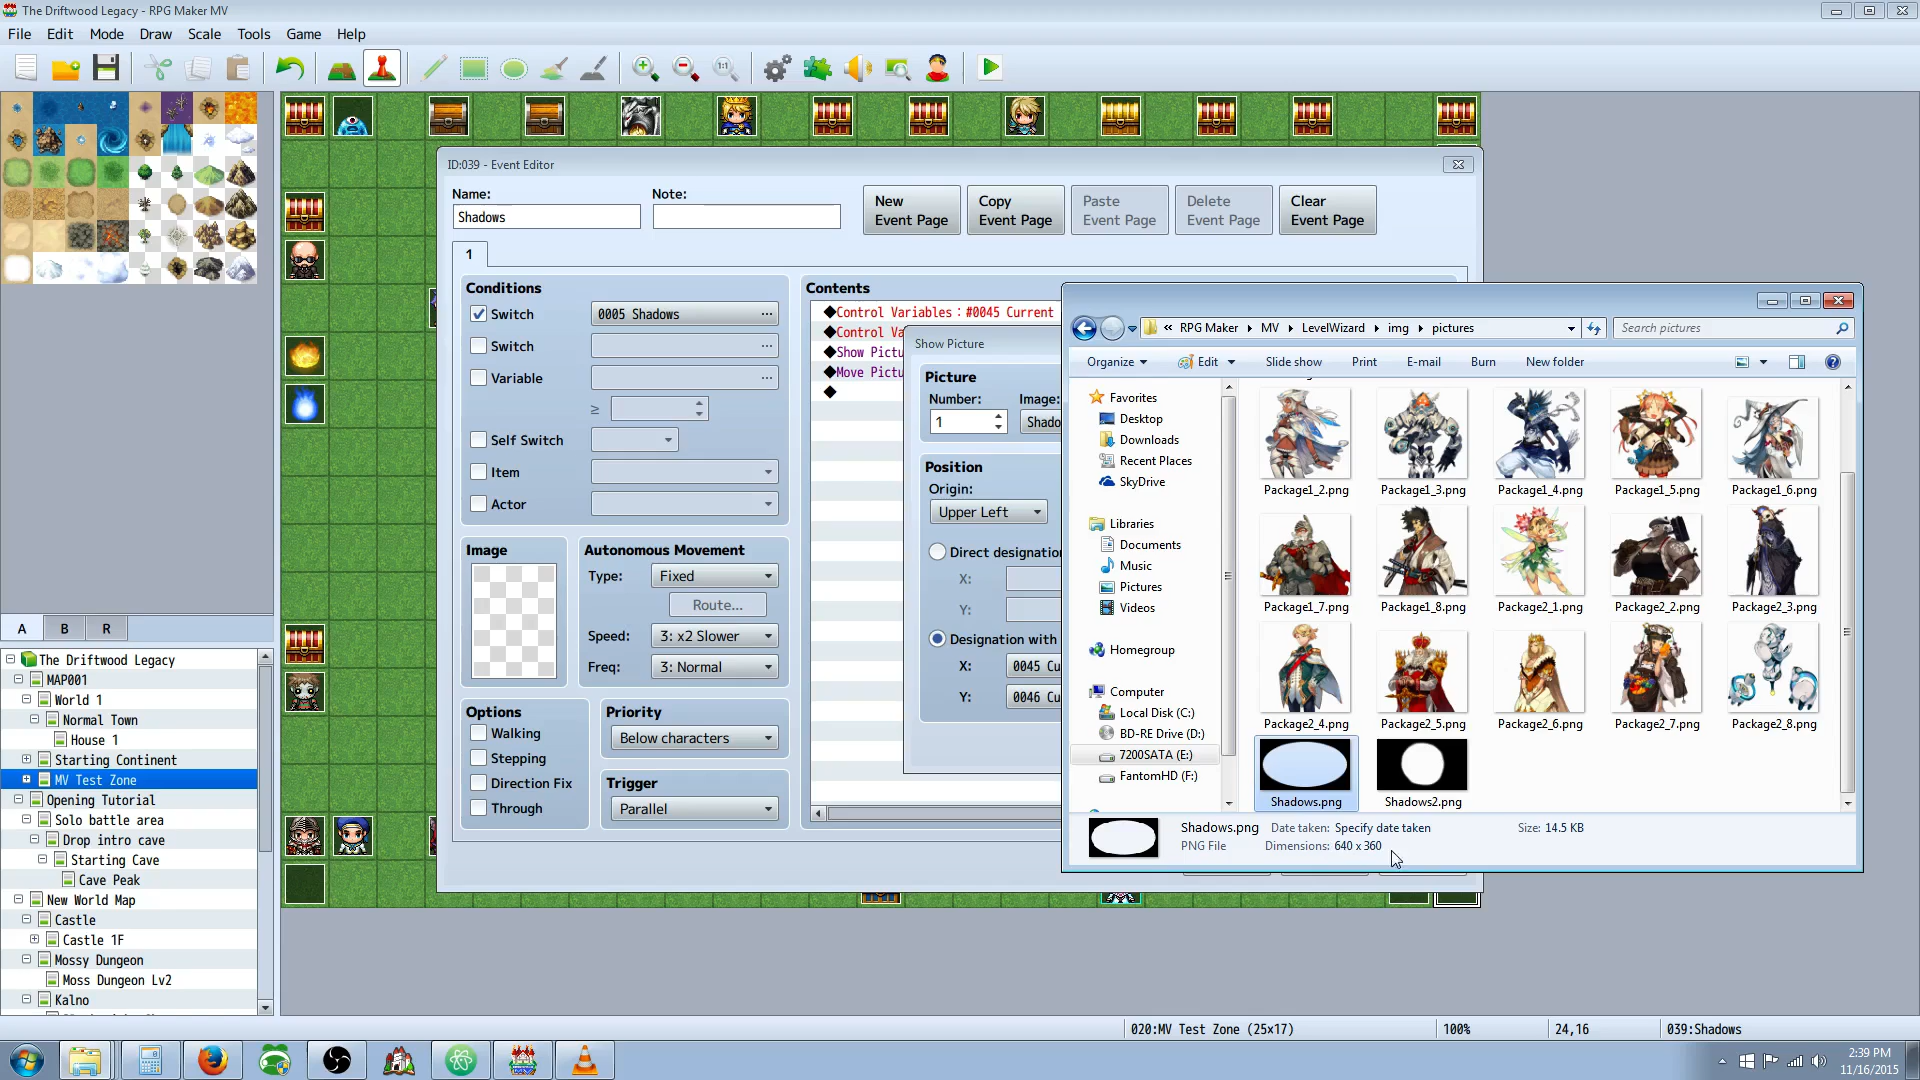 The Driftwood Legacy - RPG Maker MV
File Edit Mode Draw Scale Tools Game Help
1:1
ID:039 - Event Editor
Name:
Note:
Shadows
New Event Page
Copy Event Page
Paste Event Page
Delete Event Page
Clear Event Page
1
Conditions
Switch 0005 Shadows ...
Switch ...
Variable ...
≥
Self Switch
Item
Actor
Image
Autonomous Movement
Type: Fixed
Route...
Speed: 3: x2 Slower
Freq: 3: Normal
Options
Walking
Stepping
Direction Fix
Through
Priority
Below characters
Trigger
Parallel
Contents
◆Control Variables：#0045 Current
◆Control Va
◆Show Pictu
◆Move Pictu
◆
Show Picture
Picture
Number: Image:
1 Shado
Position
Origin:
Upper Left
Direct designation
X:
Y:
Designation with
X: 0045 Cu
Y: 0046 Cu
« RPG Maker MV LevelWizard img pictures
Search pictures
Organize Edit Slide show Print E-mail Burn New folder
Favorites
Desktop
Downloads
Recent Places
SkyDrive
Libraries
Documents
Music
Pictures
Videos
Homegroup
Computer
Local Disk (C:)
BD-RE Drive (D:)
7200SATA (E:)
FantomHD (F:)
Package1_2.png Package1_3.png Package1_4.png Package1_5.png Package1_6.png
Package1_7.png Package1_8.png Package2_1.png Package2_2.png Package2_3.png
Package2_4.png Package2_5.png Package2_6.png Package2_7.png Package2_8.png
Shadows.png Shadows2.png
Shadows.png Date taken: Specify date taken Size: 14.5 KB
PNG File Dimensions: 640 x 360
A B R
The Driftwood Legacy
MAP001
World 1
Normal Town
House 1
Starting Continent
MV Test Zone
Opening Tutorial
Solo battle area
Drop intro cave
Starting Cave
Cave Peak
New World Map
Castle
Castle 1F
Mossy Dungeon
Moss Dungeon Lv2
Kalno
020:MV Test Zone (25x17) 100% 24,16 039:Shadows
2:39 PM
11/16/2015